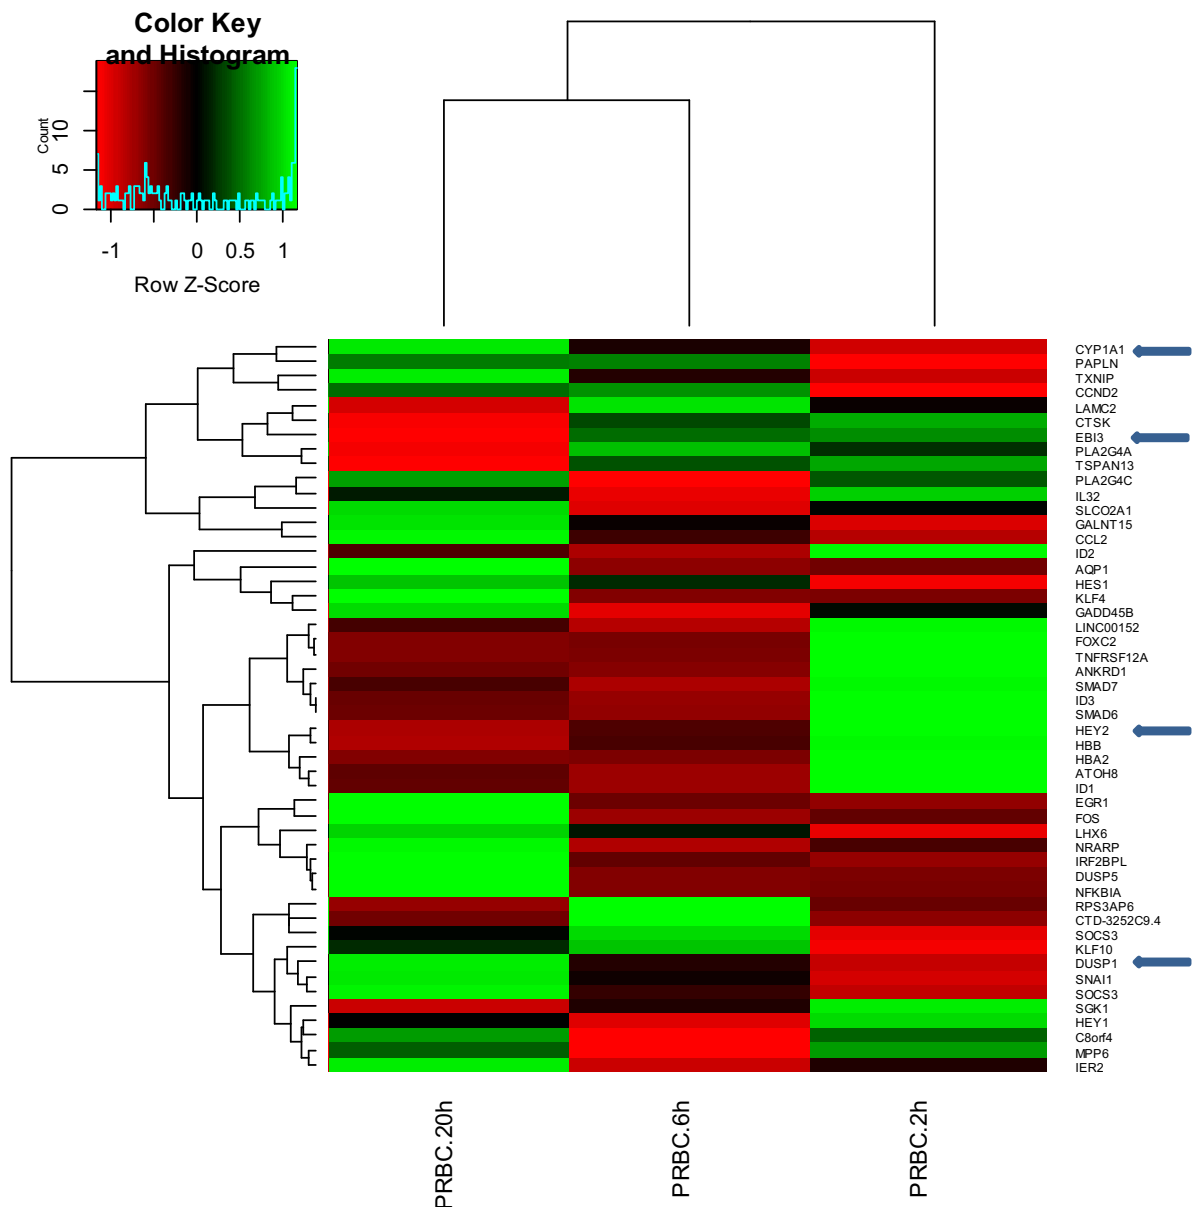 Color Key
and Histogram
Count
0 5 10
-1 0 0.5 1
Row Z-Score
CYP1A1
PAPLN
TXNIP
CCND2
LAMC2
CTSK
EBI3
PLA2G4A
TSPAN13
PLA2G4C
IL32
SLCO2A1
GALNT15
CCL2
ID2
AQP1
HES1
KLF4
GADD45B
LINC00152
FOXC2
TNFRSF12A
ANKRD1
SMAD7
ID3
SMAD6
HEY2
HBB
HBA2
ATOH8
ID1
EGR1
FOS
LHX6
NRARP
IRF2BPL
DUSP5
NFKBIA
RPS3AP6
CTD-3252C9.4
SOCS3
KLF10
DUSP1
SNAI1
SOCS3
SGK1
HEY1
C8orf4
MPP6
IER2
PRBC.20h
PRBC.6h
PRBC.2h